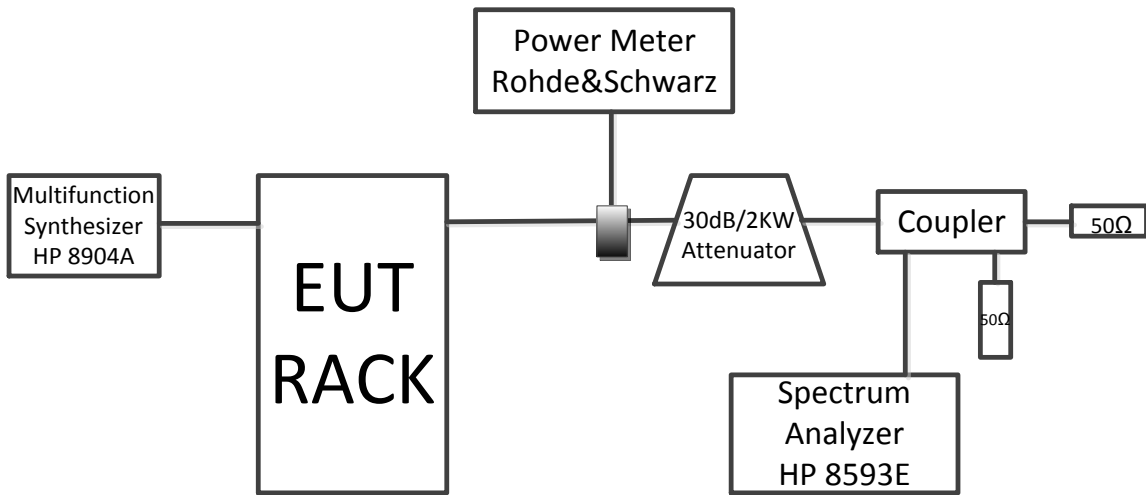 Power Meter
Rohde&Schwarz
Multifunction
Synthesizer
HP 8904A
EUT
RACK
30dB/2KW
Attenuator
Coupler
50Ω
50Ω
Spectrum
Analyzer
HP 8593E